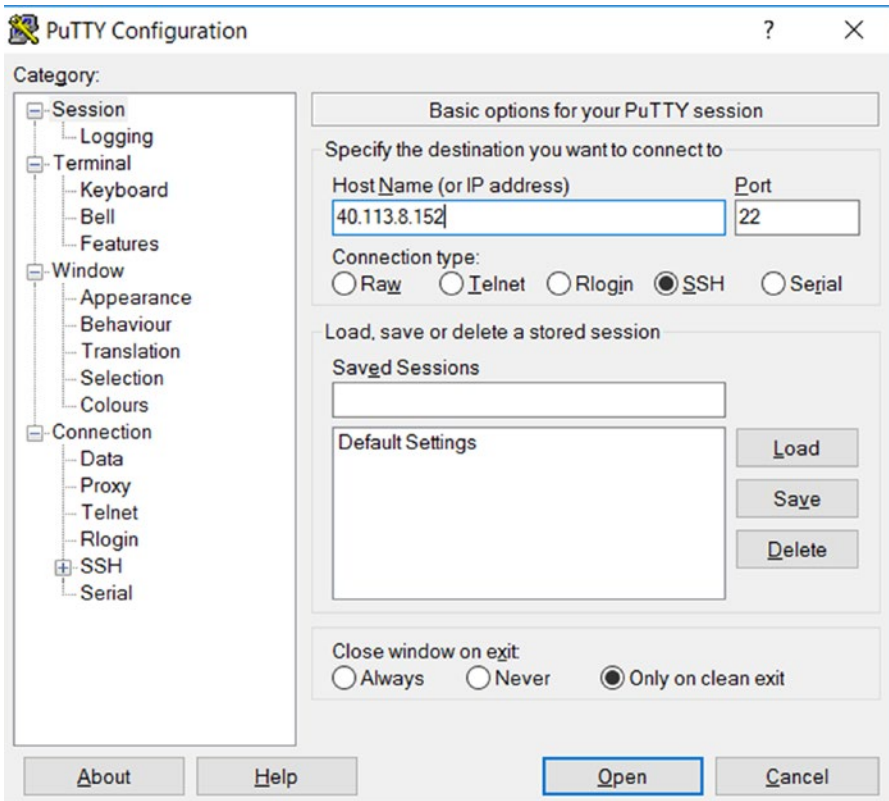 PuTTY Configuration
?
Category:
Session
Logging
Terminal
Keyboard
Bell
Features
Window
Appearance
Behaviour
Translation
Selection
Colours
Connection
Data
Proxy
Telnet
Rlogin
SSH
Serial
Basic options for your PuTTY session
Specify the destination you want to connect to
Host Name (or IP address) Port
40.113.8.152 22
Connection type:
Raw Telnet Rlogin SSH Serial
Load, save or delete a stored session
Saved Sessions
Default Settings
Load
Save
Delete
Close window on exit:
Always Never Only on clean exit
About Help Open Cancel